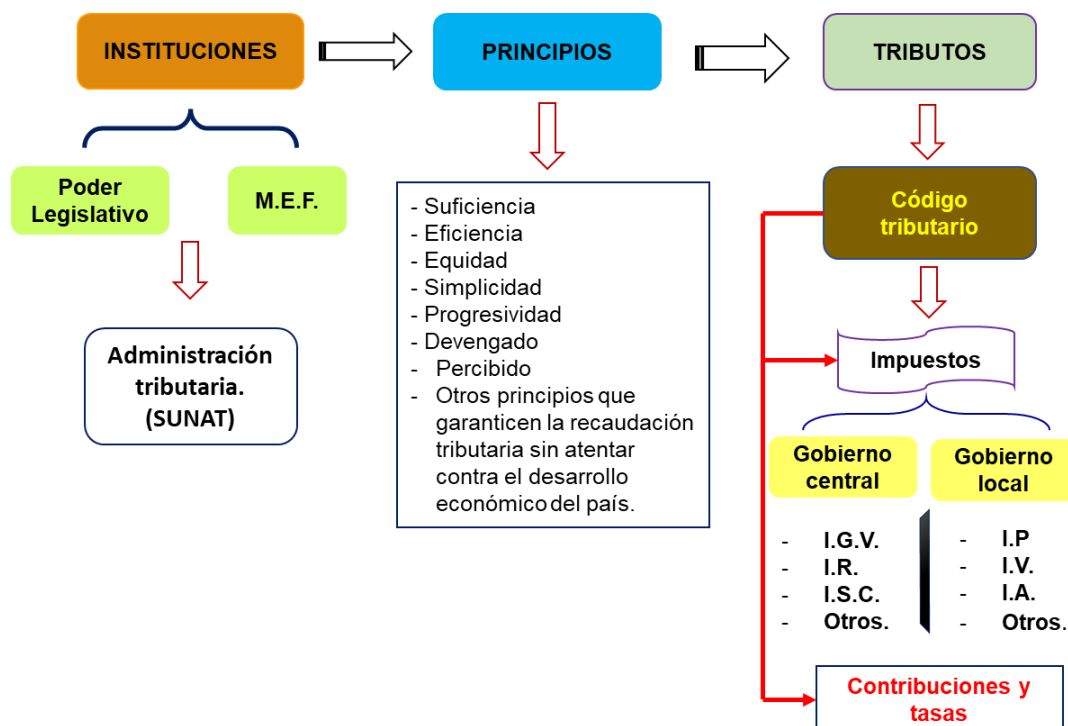 INSTITUCIONES
PRINCIPIOS
TRIBUTOS
Poder
Legislativo
M.E.F.
Administración
tributaria.
(SUNAT)
- Suficiencia
- Eficiencia
- Equidad
- Simplicidad
- Progresividad
- Devengado
- Percibido
- Otros principios que
garanticen la recaudación
tributaria sin atentar
contra el desarrollo
económico del país.
Código
tributario
Impuestos
Gobierno
central
- I.G.V.
- I.R.
- I.S.C.
- Otros.
Gobierno
local
- I.P
- I.V.
- I.A.
- Otros.
Contribuciones y
tasas